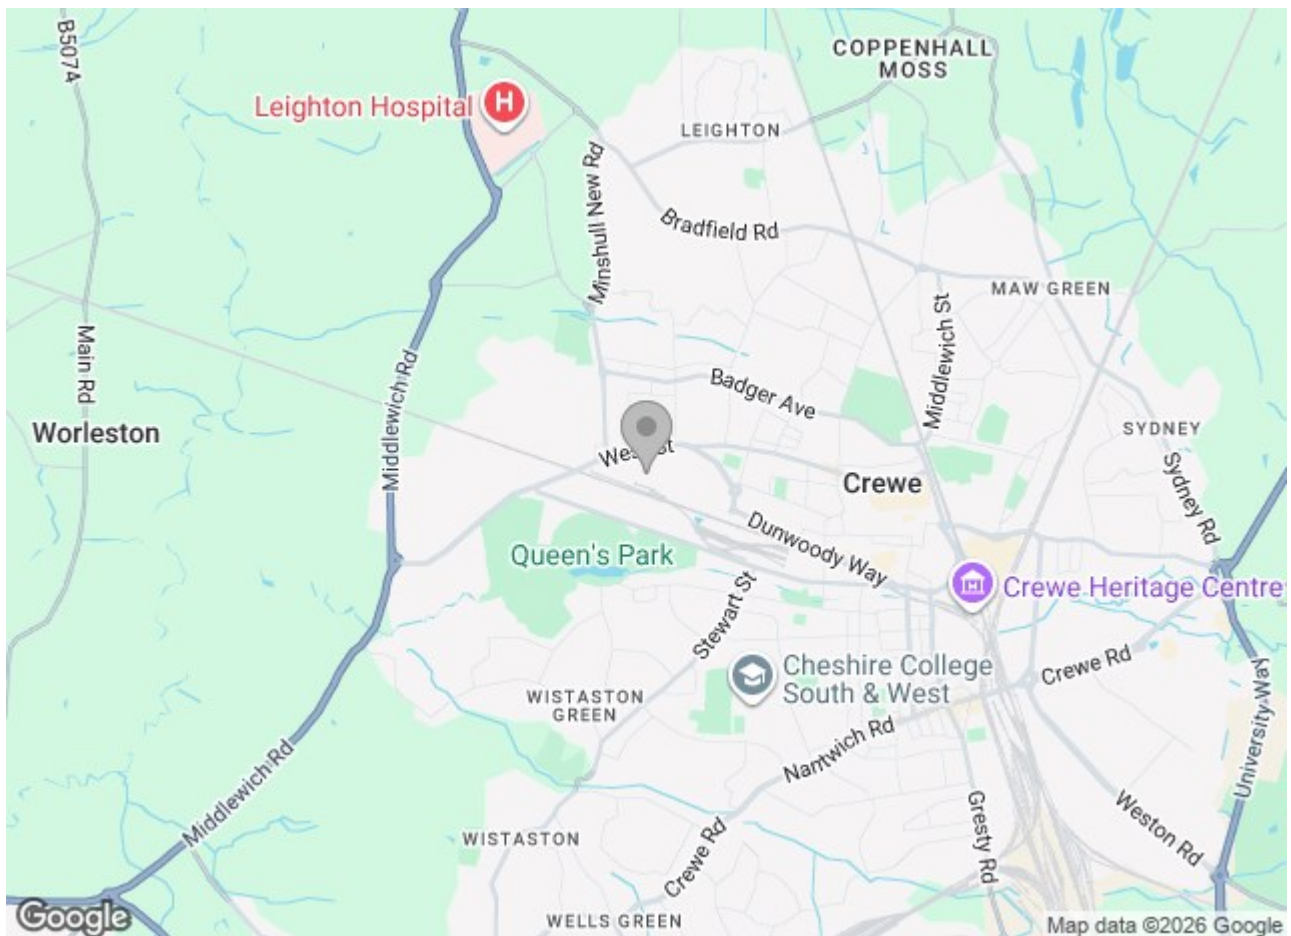 B5074
COPPENHALL
MOSS
Leighton Hospital
H
LEIGHTON
Minshull New Rd
Bradfield Rd
MAW GREEN
Middlewich St
Main Rd
Middlewich Rd
Badger Ave
Worleston
SYDNEY
West St
Crewe
Sydney Rd
Dunwoody Way
Queen's Park
Crewe Heritage Centre
Stewart St
Crewe Rd
Cheshire College
South & West
WISTASTON
GREEN
University Way
Nantwich Rd
Middlewich Rd
Gresty Rd
Weston Rd
WISTASTON
Crewe Rd
WELLS GREEN
Google
Map data ©2026 Google